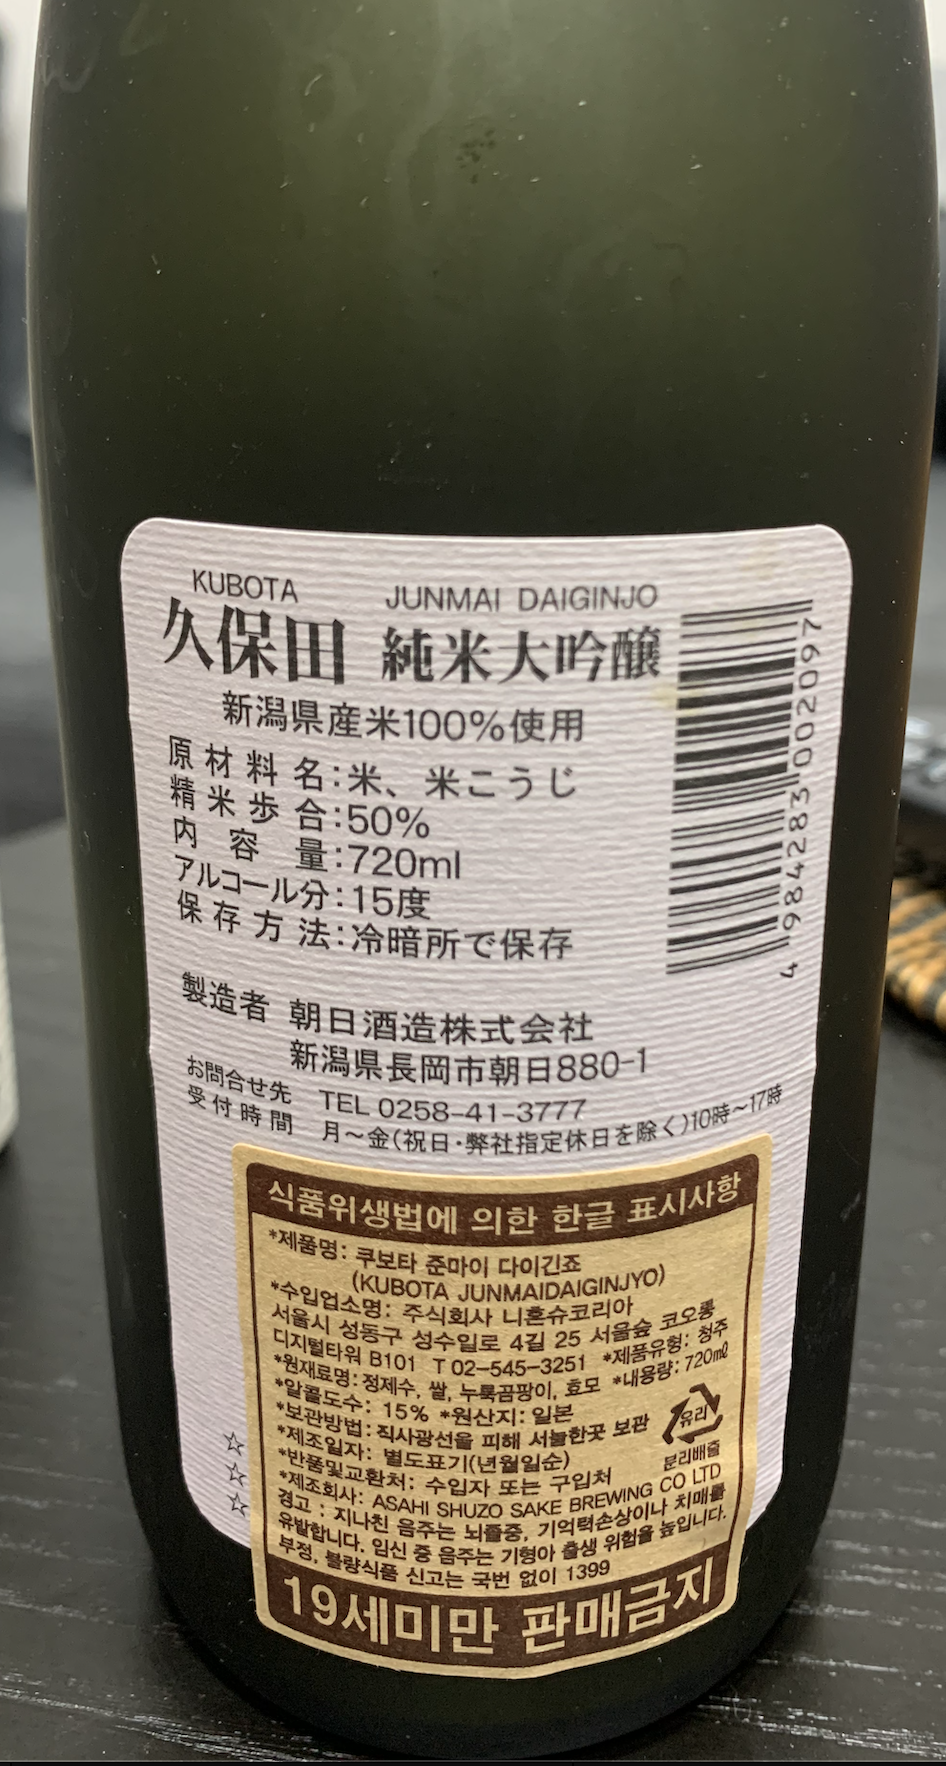 KUBOTA JUNMAI DAIGINJO
久保田 純米大吟醸
新潟県産米100%使用
原材料名:米、米こうじ
精米歩合:50%
内容量:720ml
アルコール分:15度
保存方法:冷暗所で保存
製造者 朝日酒造株式会社
新潟県長岡市朝日880-1
お問合せ先 TEL 0258-41-3777
受付時間 月~金(祝日・弊社指定休日を除く)10時~17時
4 984283 002097
식품위생법에 의한 한글 표시사항
*제품명: 쿠보타 준마이 다이긴죠
(KUBOTA JUNMAIDAIGINJYO)
*수입업소명: 주식회사 니혼슈코리아
서울시 성동구 성수일로 4길 25 서울숲 코오롱
디지털타워 B101 T 02-545-3251 *제품유형: 청주
*원재료명: 정제수, 쌀, 누룩곰팡이, 효모 *내용량: 720㎖
*알콜도수: 15% *원산지: 일본
*보관방법: 직사광선을 피해 서늘한곳 보관
*제조일자: 별도표기(년월일순)
*반품및교환처: 수입자 또는 구입처
유리
분리배출
*제조회사: ASAHI SHUZO SAKE BREWING CO LTD
경고 : 지나친 음주는 뇌졸중, 기억력손상이나 치매를
유발합니다. 임신 중 음주는 기형아 출생 위험을 높입니다.
부정, 불량식품 신고는 국번 없이 1399
19세미만 판매금지